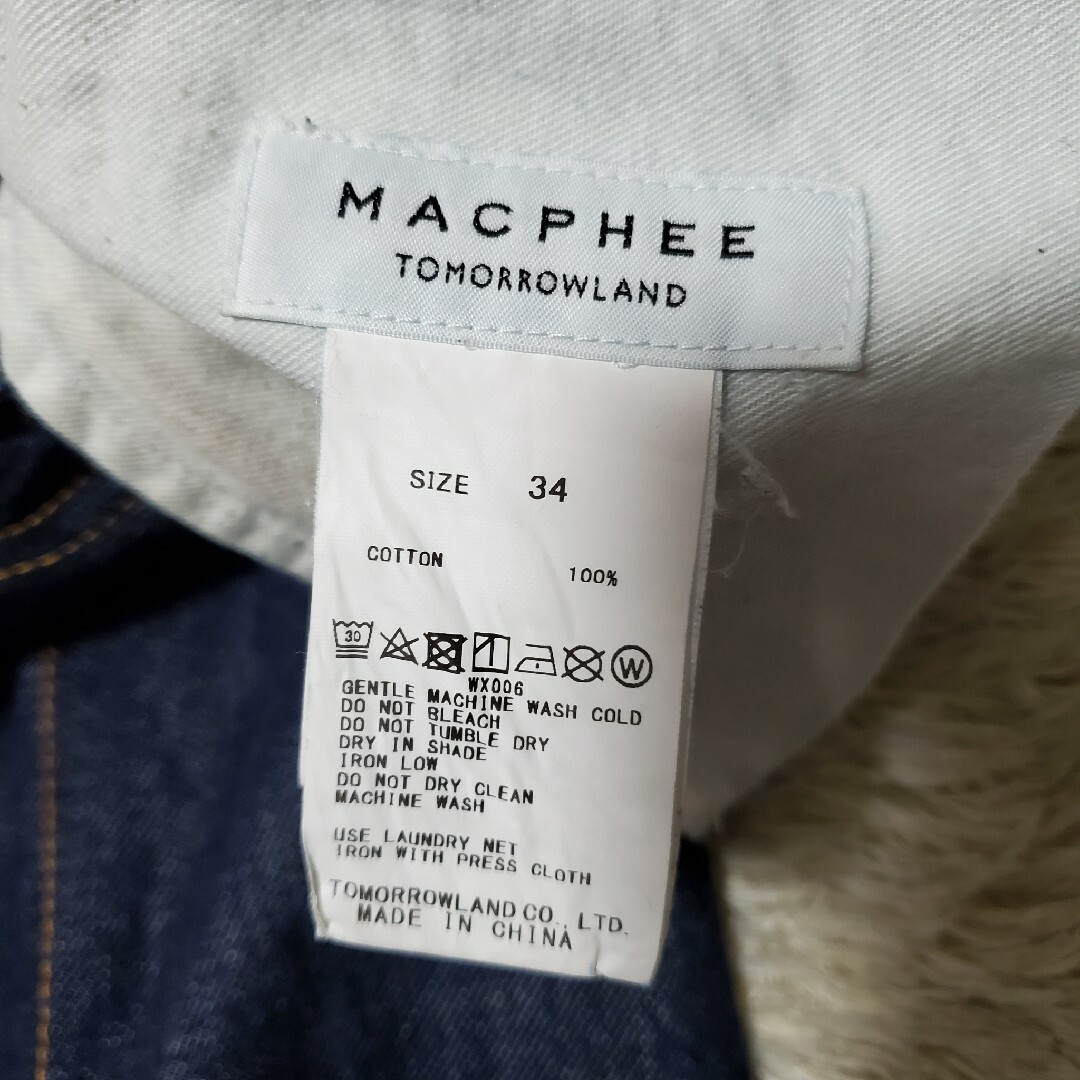 MACPHEE
TOMORROWLAND
SIZE 34
COTTON 100%
30 W
WX006
GENTLE MACHINE WASH COLD
DO NOT BLEACH
DO NOT TUMBLE DRY
DRY IN SHADE
IRON LOW
DO NOT DRY CLEAN
MACHINE WASH
USE LAUNDRY NET
IRON WITH PRESS CLOTH
TOMORROWLAND CO., LTD.
MADE IN CHINA